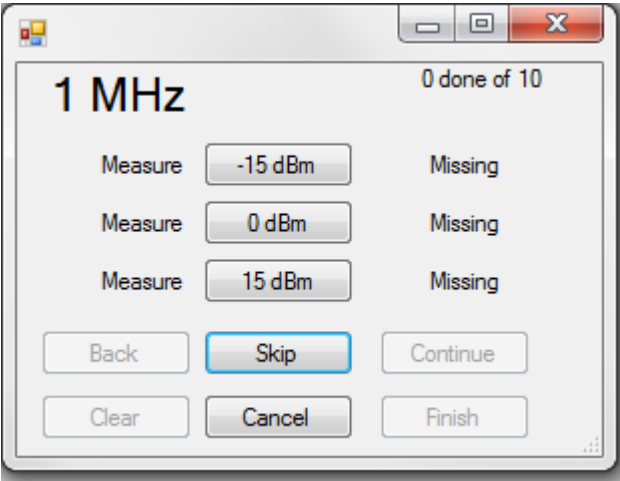 1 MHz
0 done of 10
Measure -15 dBm Missing
Measure 0 dBm Missing
Measure 15 dBm Missing
Back Skip Continue
Clear Cancel Finish